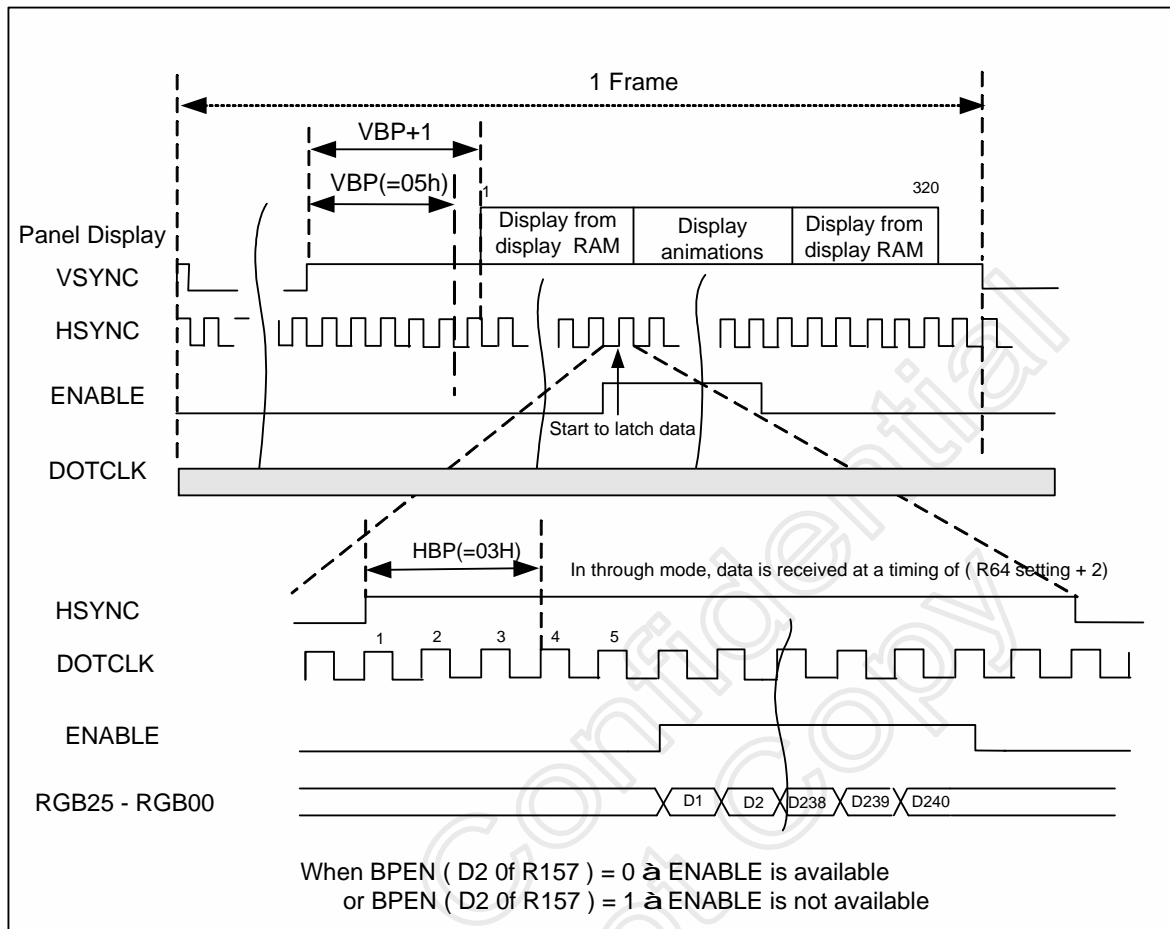 1 Frame
VBP+1
VBP(=05h)
1
320
Panel Display
Display from display RAM
Display animations
Display from display RAM
VSYNC
HSYNC
ENABLE
Start to latch data
DOTCLK
HBP(=03H)
In through mode, data is received at a timing of ( R64 setting + 2)
HSYNC
1 2 3 4 5
DOTCLK
ENABLE
RGB25 - RGB00
D1 D2 D238 D239 D240
When BPEN ( D2 0f R157 ) = 0 à ENABLE is available
or BPEN ( D2 0f R157 ) = 1 à ENABLE is not available
Confidential
Copy